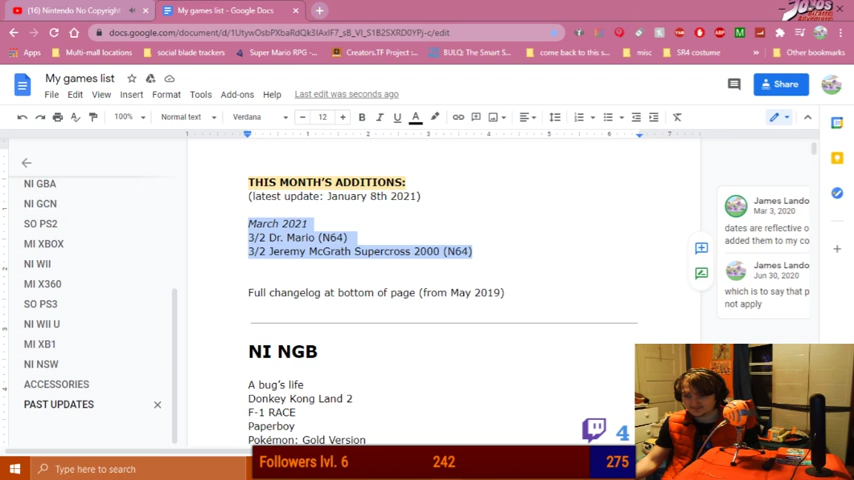 (16) Nintendo No Copyright
My games list - Google Docs
docs.google.com/document/d/1UtywOsbPXbaRdQk3IAxIF7_sB_VI_S1B2SXRD0YPj-c/edit
Apps
Multi-mall locations
social blade trackers
Super Mario RPG...
Creators.TF Project -...
BULQ: The Smart S...
come back to this s...
misc
SR4 costume
Other bookmarks
My games list
File Edit View Insert Format Tools Add-ons Help Last edit was seconds ago
Share
100% Normal text Verdana 12 B I U A
THIS MONTH'S ADDITIONS:
(latest update: January 8th 2021)
March 2021
3/2 Dr. Mario (N64)
3/2 Jeremy McGrath Supercross 2000 (N64)
Full changelog at bottom of page (from May 2019)
NI NGB
A bug's life
Donkey Kong Land 2
F-1 RACE
Paperboy
Pokémon: Gold Version
NI GBA
NI GCN
SO PS2
MI XBOX
NI WII
MI X360
SO PS3
NI WII U
MI XB1
NI NSW
ACCESSORIES
PAST UPDATES
James Lando
Mar 3, 2020
dates are reflective o
added them to my co
James Lando
Jun 30, 2020
which is to say that p
not apply
4
Followers lvl. 6 242 275
Type here to search